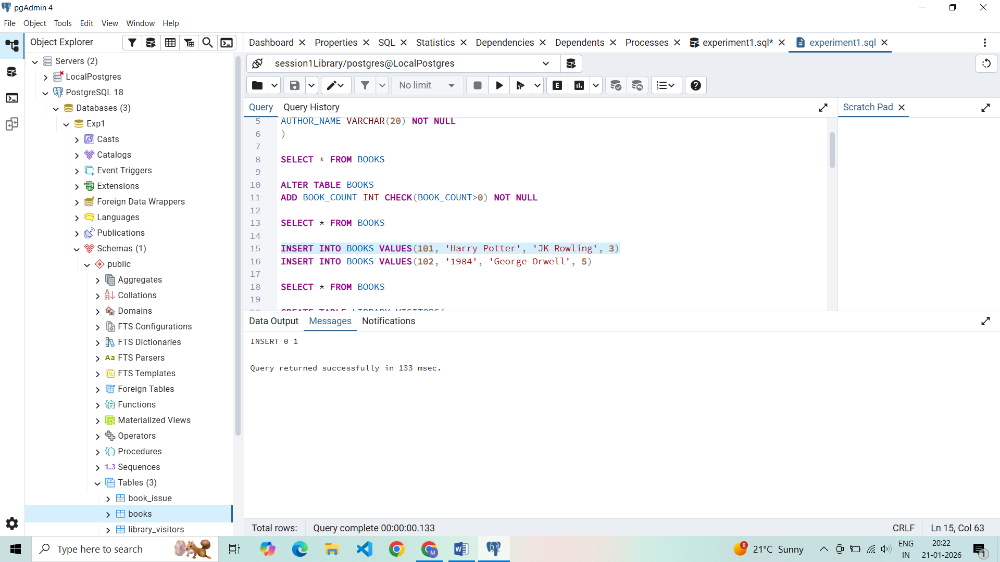 pgAdmin 4
File Object Tools Edit View Window Help
Object Explorer
Servers (2)
LocalPostgres
PostgreSQL 18
Databases (3)
Exp1
Casts
Catalogs
Event Triggers
Extensions
Foreign Data Wrappers
Languages
Publications
Schemas (1)
public
Aggregates
Collations
Domains
FTS Configurations
FTS Dictionaries
Aa FTS Parsers
FTS Templates
Foreign Tables
Functions
Materialized Views
Operators
Procedures
1..3 Sequences
Tables (3)
book_issue
books
library_visitors
Dashboard Properties SQL Statistics Dependencies Dependents Processes experiment1.sql* experiment1.sql
session1Library/postgres@LocalPostgres
No limit E
Query Query History
5 AUTHOR_NAME VARCHAR(20) NOT NULL
6 )
7
8 SELECT * FROM BOOKS
9
10 ALTER TABLE BOOKS
11 ADD BOOK_COUNT INT CHECK(BOOK_COUNT>0) NOT NULL
12
13 SELECT * FROM BOOKS
14
15 INSERT INTO BOOKS VALUES(101, 'Harry Potter', 'JK Rowling', 3)
16 INSERT INTO BOOKS VALUES(102, '1984', 'George Orwell', 5)
17
18 SELECT * FROM BOOKS
19
20 CREATE TABLE LIBRARY_VISITORS(
Scratch Pad
Data Output Messages Notifications
INSERT 0 1
Query returned successfully in 133 msec.
Total rows: Query complete 00:00:00.133 CRLF Ln 15, Col 63
Type here to search
M
6
21°C Sunny
ENG
IN
20:22
21-01-2026
1